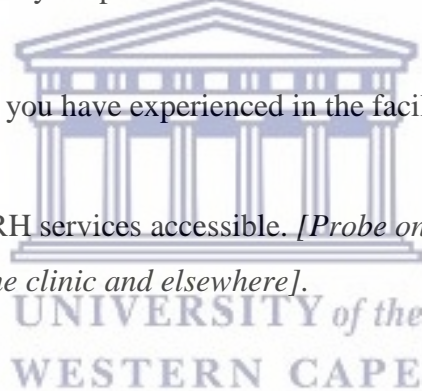 you have experienced in the facil
RH services accessible. [Probe on
e clinic and elsewhere].
UNIVERSITY of the
WESTERN CAPE